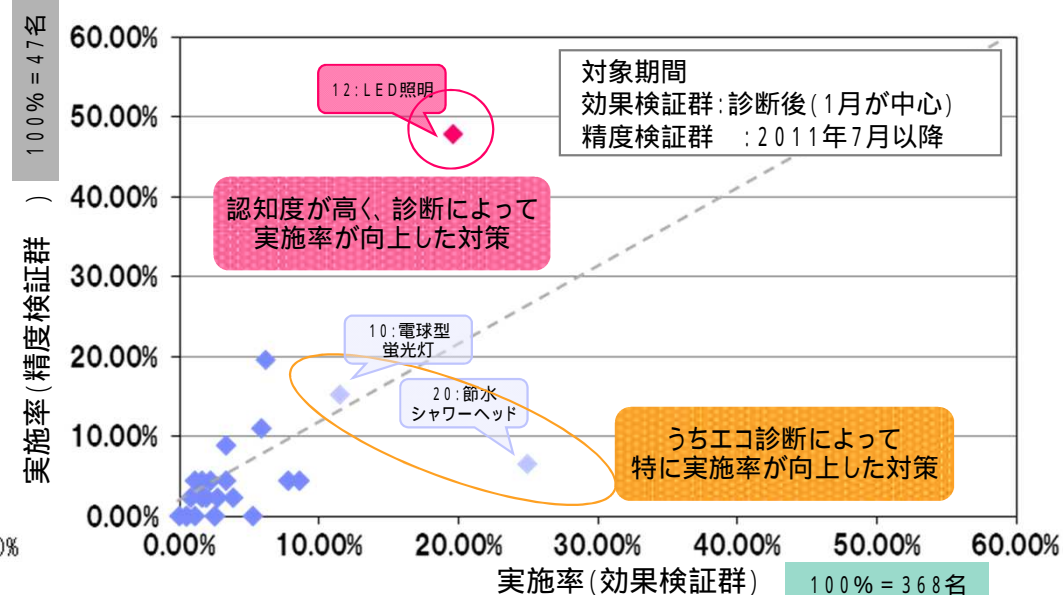 100%=47名
実施率(精度検証群 )
60.00%
50.00%
40.00%
30.00%
20.00%
10.00%
0.00%
12:LED照明
対象期間
効果検証群:診断後(1月が中心)
精度検証群 :2011年7月以降
認知度が高く、診断によって
実施率が向上した対策
10:電球型
蛍光灯
20:節水
シャワーヘッド
うちエコ診断によって
特に実施率が向上した対策
0%
0.00%
10.00%
20.00%
30.00%
40.00%
50.00%
60.00%
実施率(効果検証群)
100%=368名